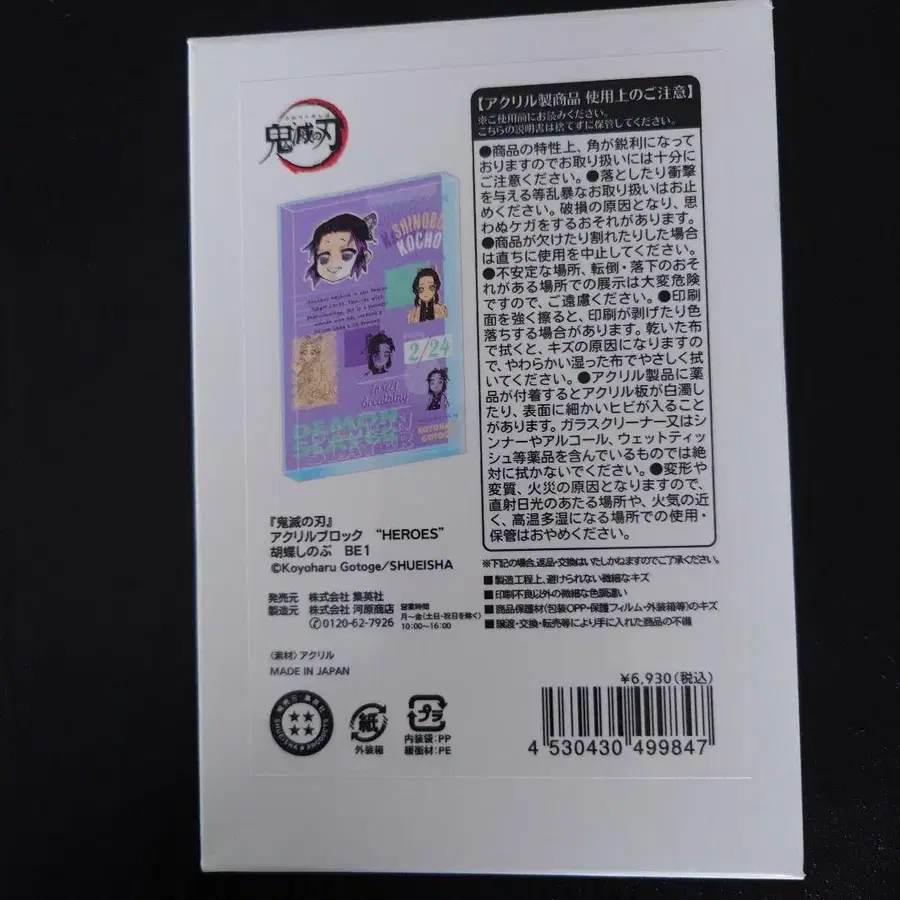 鬼滅の刃
SHINOBU
KOCHO
2/24
Insect
Breathing
DEMON
SLAYER
KOYOHARU
GOTOGE
『鬼滅の刃』
アクリルブロック “HEROES”
胡蝶しのぶ BE1
©Koyoharu Gotoge/SHUEISHA
発売元 株式会社 集英社
製造元 株式会社 河原商店
✆0120-62-7926
営業時間
月〜金(土日・祝日を除く)
10:00〜16:00
〈素材〉アクリル
MADE IN JAPAN
発売元 集英社
SHUEISHA PRODUCTS
紙
外装箱
プラ
内装袋:PP
緩面材:PE
【アクリル製商品 使用上のご注意】
※ご使用前にお読みください。
こちらの説明書は捨てずに保管してください。
●商品の特性上、角が鋭利になって
おりますのでお取り扱いには十分に
ご注意ください。●落としたり衝撃
を与える等乱暴なお取り扱いはお止
めください。破損の原因となり、思
わぬケガをするおそれがあります。
●商品が欠けたり割れたりした場合
は直ちに使用を中止してください。
●不安定な場所、転倒・落下のおそ
れがある場所での展示は大変危険
ですので、ご遠慮ください。●印刷
面を強く擦ると、印刷が剥げたり色
落ちする場合があります。乾いた布
で拭くと、キズの原因になりますの
で、やわらかい湿った布でやさしく拭
いてください。●アクリル製品に薬
品が付着するとアクリル板が白濁し
たり、表面に細かいヒビが入ること
があります。ガラスクリーナー又はシ
ンナーやアルコール、ウェットティッ
シュ等薬品を含んでいるものでは絶
対に拭かないでください。●変形や
変質、火災の原因となりますので、
直射日光のあたる場所や、火気の近
く、高温多湿になる場所での使用・
保管はおやめください。
※下記の場合、返品・交換はいたしかねますのでご了承ください。
■製造工程上、避けられない微細なキズ
■印刷不良以外の微細な色調違い
■商品保護材(包装OPP・保護フィルム・外装箱等)のキズ
■譲渡・交換・転売等により手に入れた商品の不備
¥6,930(税込)
4 530430 499847